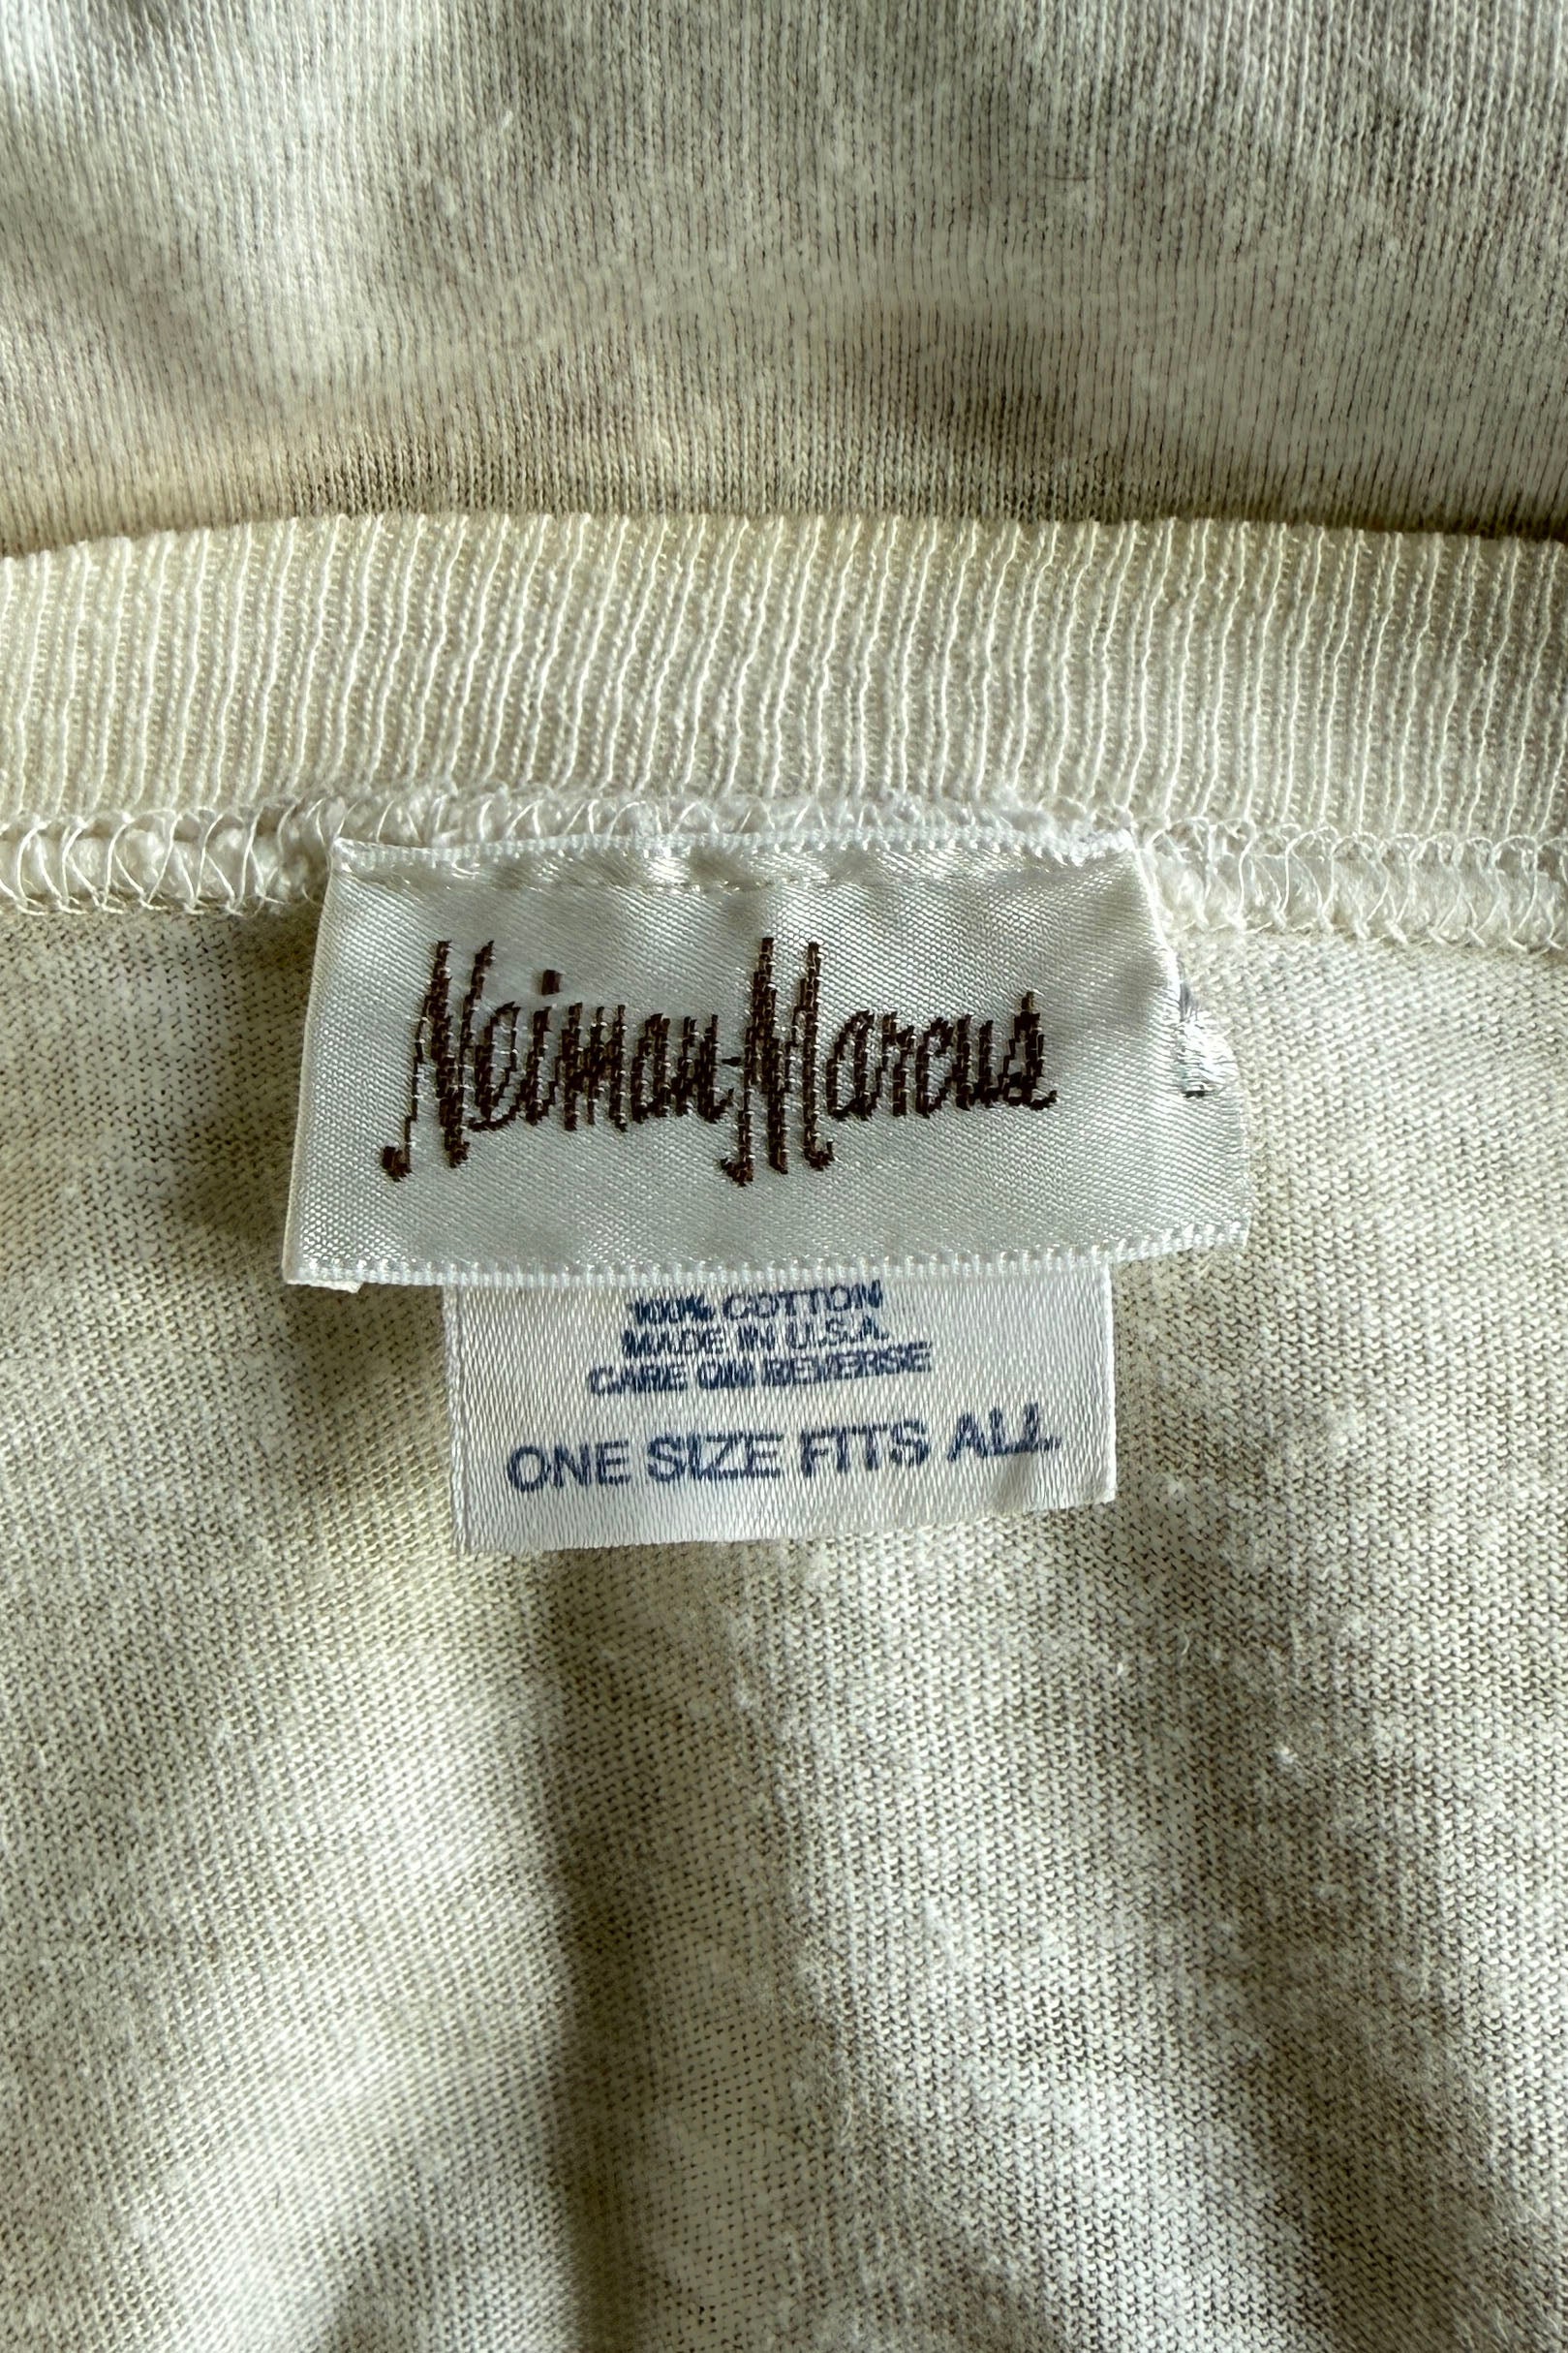 Neiman-Marcus
100% COTTON
MADE IN U.S.A.
CARE ON REVERSE
ONE SIZE FITS ALL